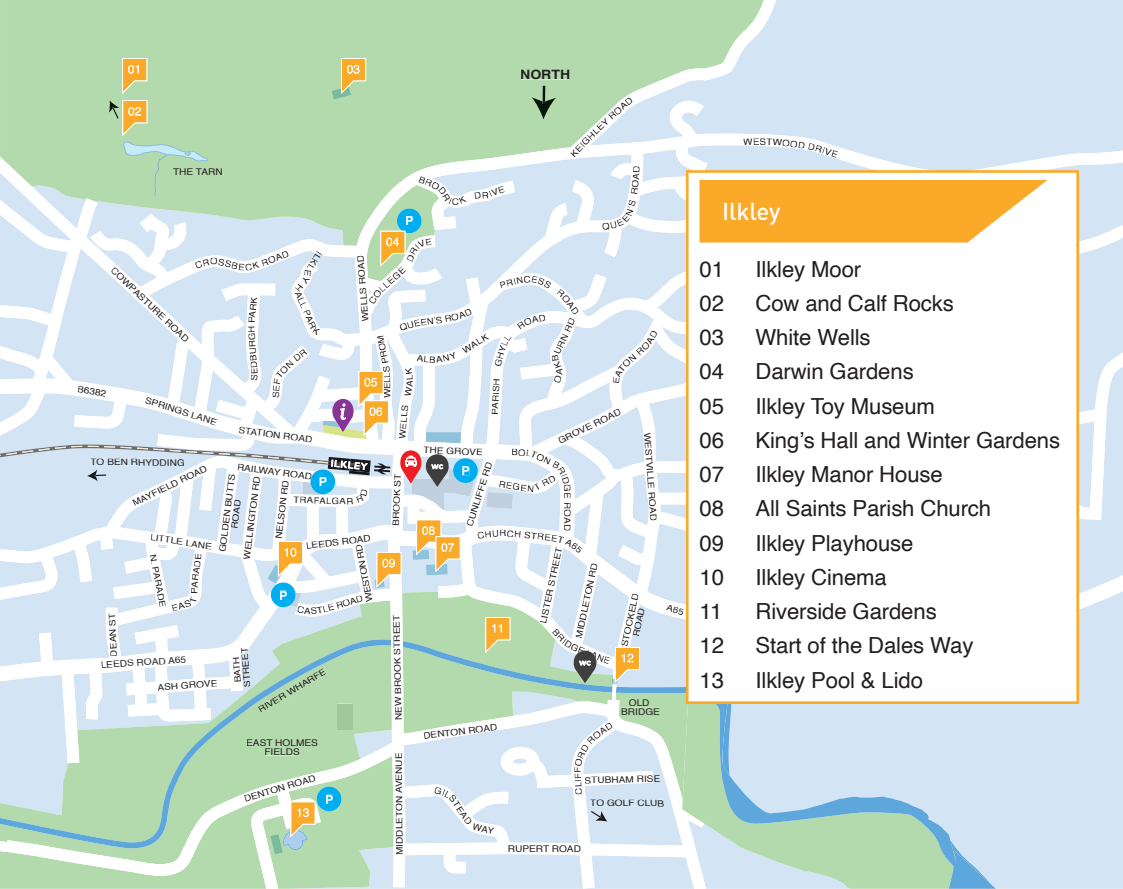 01
02
03
NORTH
THE TARN
KEIGHLEY ROAD
WESTWOOD DRIVE
BRODRICK DRIVE
QUEEN'S ROAD
P
04
COLLEGE DRIVE
CROSSBECK ROAD
ILKLEY HALL PARK
WELLS ROAD
COWPASTURE ROAD
SEDBURGH PARK
SEFTON DR
QUEEN'S ROAD
PRINCESS ROAD
ALBANY WALK
PARISH GHYLL ROAD
OAKBURN RD
EATON ROAD
WELLS PROM
WELLS WALK
05
06
i
B6382
SPRINGS LANE
STATION ROAD
GROVE ROAD
THE GROVE
BOLTON BRIDGE ROAD
WESTVILLE ROAD
ILKLEY
WC
P
TO BEN RHYDDING
RAILWAY ROAD
P
TRAFALGAR RD
MAYFIELD ROAD
GOLDEN BUTTS ROAD
WELLINGTON RD
NELSON RD
BROOK ST
CUNLIFFE RD
REGENT RD
LITTLE LANE
LEEDS ROAD
CHURCH STREET A65
08
07
09
10
P
N. PARADE
EAST PARADE
WESTON RD
CASTLE ROAD
LISTER STREET
MIDDLETON RD
STOCKELD ROAD
A65
DEAN ST
LEEDS ROAD A65
BATH STREET
ASH GROVE
11
BRIDGE LANE
WC
12
NEW BROOK STREET
RIVER WHARFE
OLD BRIDGE
EAST HOLMES FIELDS
DENTON ROAD
CLIFFORD ROAD
DENTON ROAD
P
13
MIDDLETON AVENUE
GILSTEAD WAY
STUBHAM RISE
TO GOLF CLUB
RUPERT ROAD
Ilkley
01 Ilkley Moor
02 Cow and Calf Rocks
03 White Wells
04 Darwin Gardens
05 Ilkley Toy Museum
06 King's Hall and Winter Gardens
07 Ilkley Manor House
08 All Saints Parish Church
09 Ilkley Playhouse
10 Ilkley Cinema
11 Riverside Gardens
12 Start of the Dales Way
13 Ilkley Pool & Lido